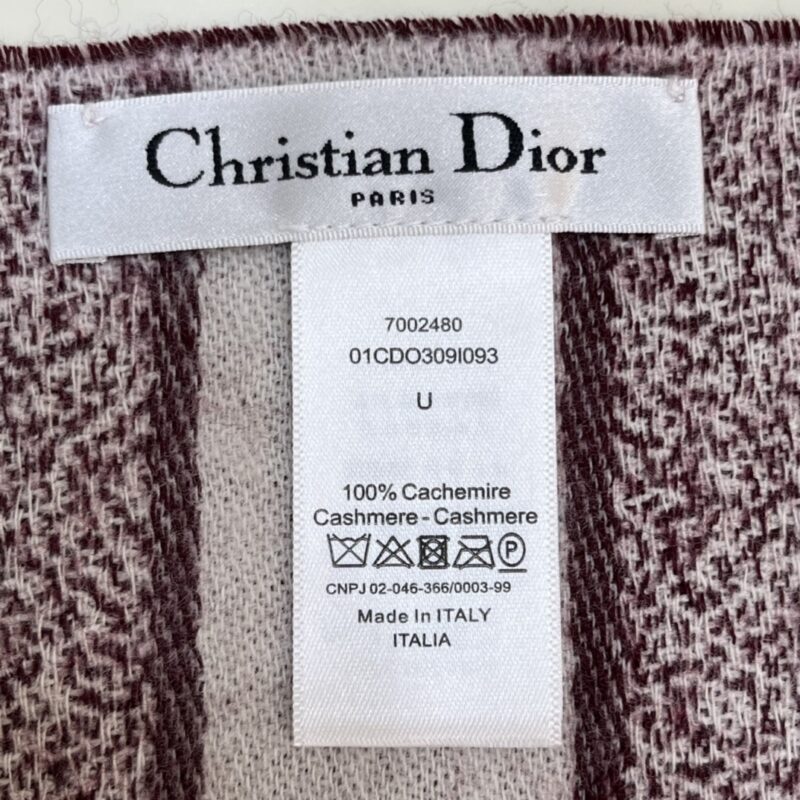 Christian Dior
PARIS
7002480
01CDO309I093
U
100% Cachemire
Cashmere - Cashmere
P
CNPJ 02-046-366/0003-99
Made In ITALY
ITALIA